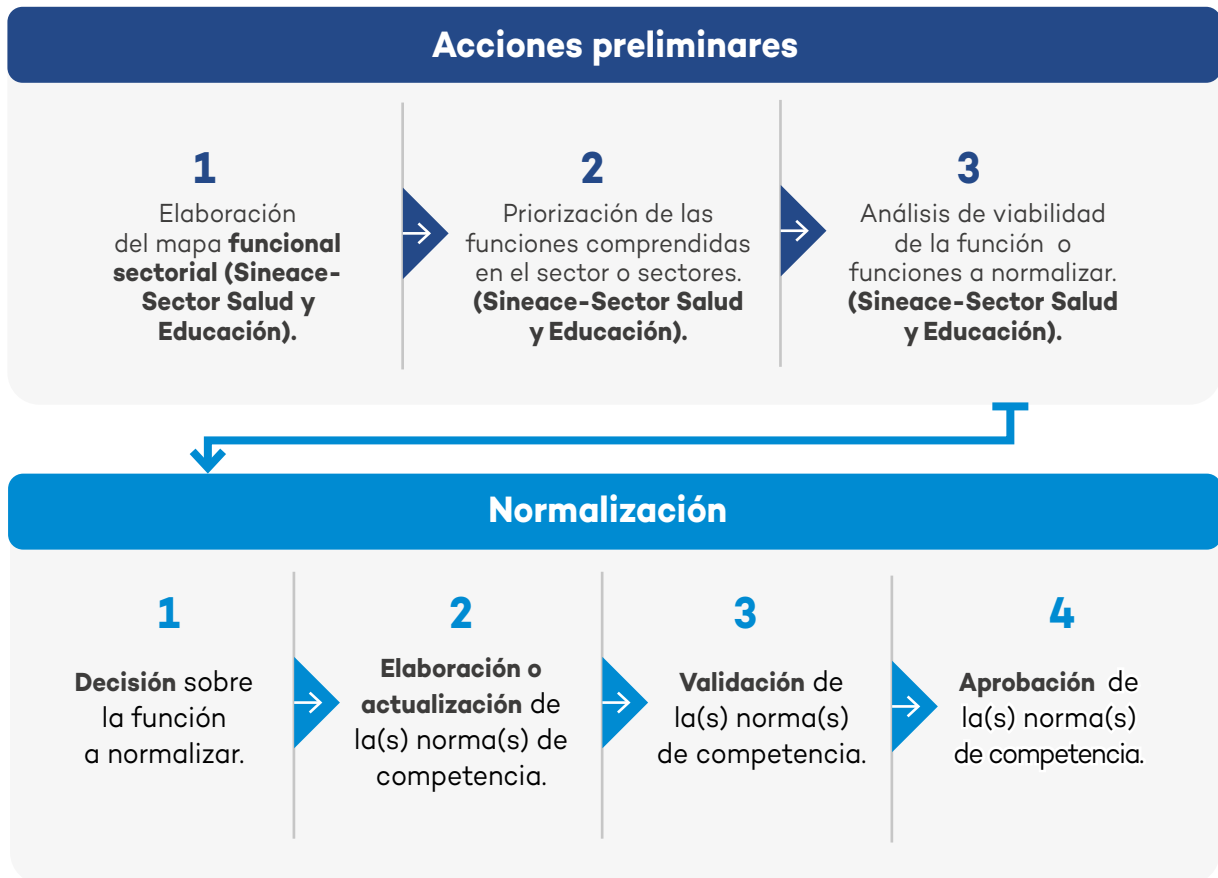 Acciones preliminares
1
Elaboración
del mapa funcional
sectorial (Sineace-
Sector Salud y
Educación).
2
Priorización de las
funciones comprendidas
en el sector o sectores.
(Sineace-Sector Salud
y Educación).
3
Análisis de viabilidad
de la función o
funciones a normalizar.
(Sineace-Sector Salud
y Educación).
Normalización
1
Decisión sobre
la función
a normalizar.
2
Elaboración o
actualización de
la(s) norma(s) de
competencia.
3
Validación de
la(s) norma(s)
de competencia.
4
Aprobación de
la(s) norma(s)
de competencia.